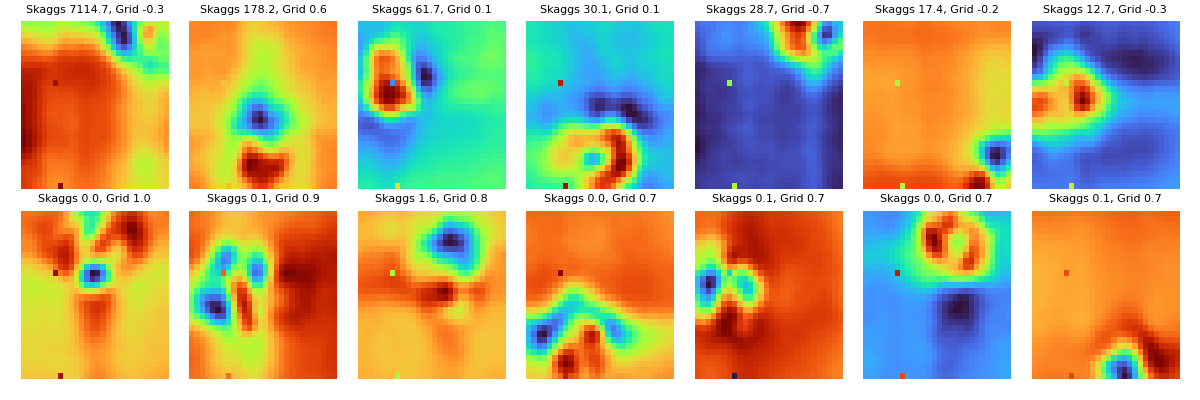 Skaggs 7114.7, Grid -0.3
Skaggs 178.2, Grid 0.6
Skaggs 61.7, Grid 0.1
Skaggs 30.1, Grid 0.1
Skaggs 28.7, Grid -0.7
Skaggs 17.4, Grid -0.2
Skaggs 12.7, Grid -0.3
Skaggs 0.0, Grid 1.0
Skaggs 0.1, Grid 0.9
Skaggs 1.6, Grid 0.8
Skaggs 0.0, Grid 0.7
Skaggs 0.1, Grid 0.7
Skaggs 0.0, Grid 0.7
Skaggs 0.1, Grid 0.7